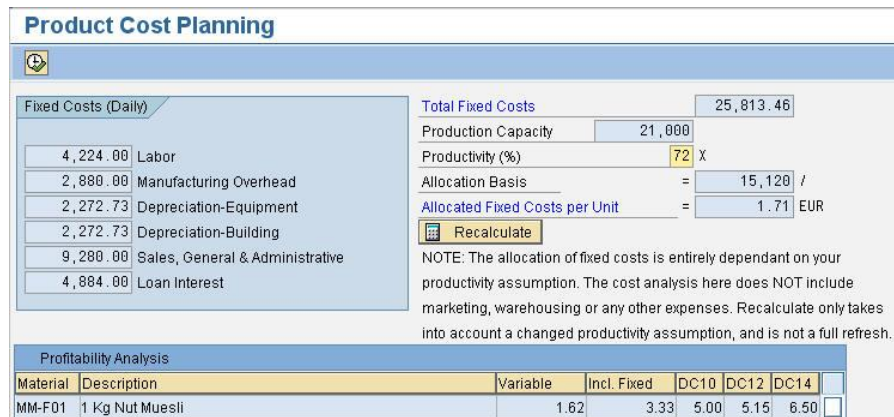 Product Cost Planning
Fixed Costs (Daily)
4,224.00 Labor
2,880.00 Manufacturing Overhead
2,272.73 Depreciation-Equipment
2,272.73 Depreciation-Building
9,280.00 Sales, General & Administrative
4,884.00 Loan Interest
Total Fixed Costs 25,813.46
Production Capacity 21,000
Productivity (%) 72 X
Allocation Basis = 15,120 /
Allocated Fixed Costs per Unit = 1.71 EUR
Recalculate
NOTE: The allocation of fixed costs is entirely dependant on your
productivity assumption. The cost analysis here does NOT include
marketing, warehousing or any other expenses. Recalculate only takes
into account a changed productivity assumption, and is not a full refresh.
Profitability Analysis
Material Description Variable Incl. Fixed DC10 DC12 DC14
MM-F01 1 Kg Nut Muesli 1.62 3.33 5.00 5.15 6.50